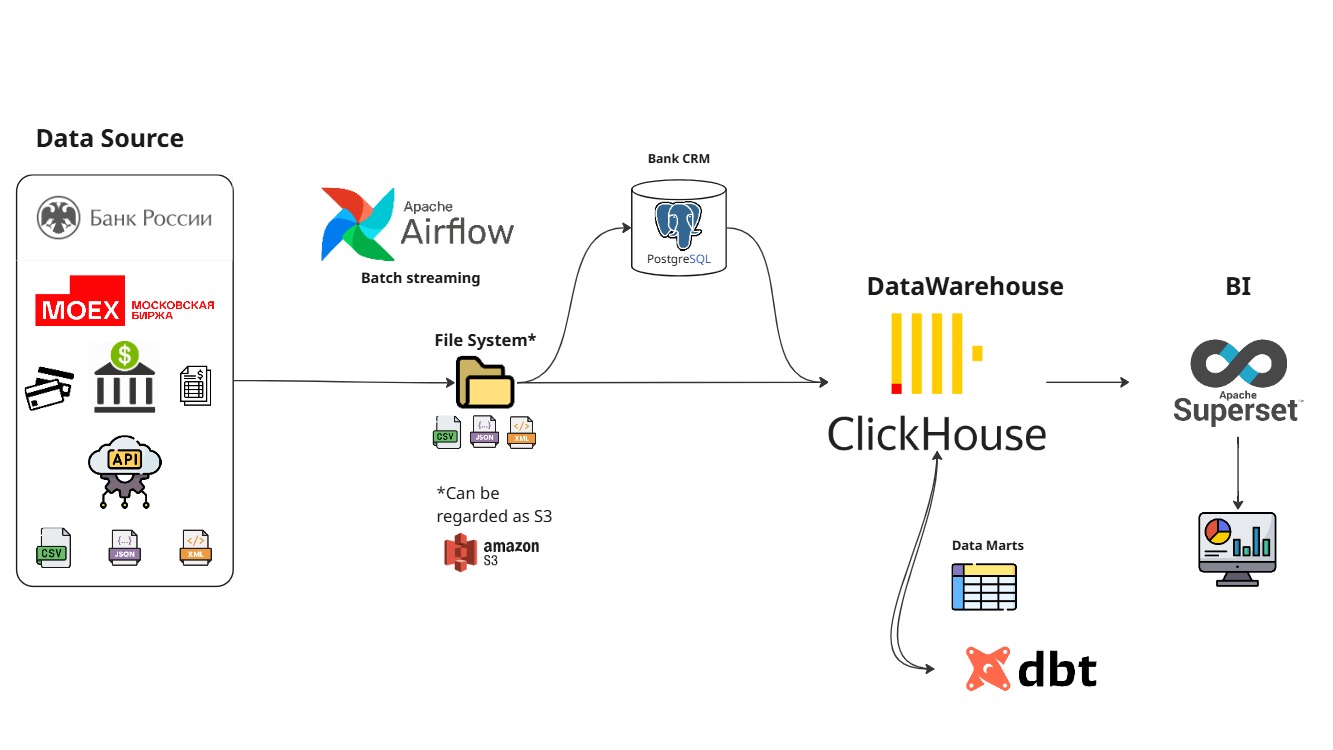 Data Source
Банк России
MOEX
МОСКОВСКАЯ
БИРЖА
$
$
API
CSV
{...}
JSON
</>
XML
Apache
Airflow
Batch streaming
File System*
CSV
{...}
JSON
</>
XML
*Can be
regarded as S3
amazon
S3
Bank CRM
PostgreSQL
DataWarehouse
ClickHouse
Data Marts
dbt
BI
Apache
Superset™